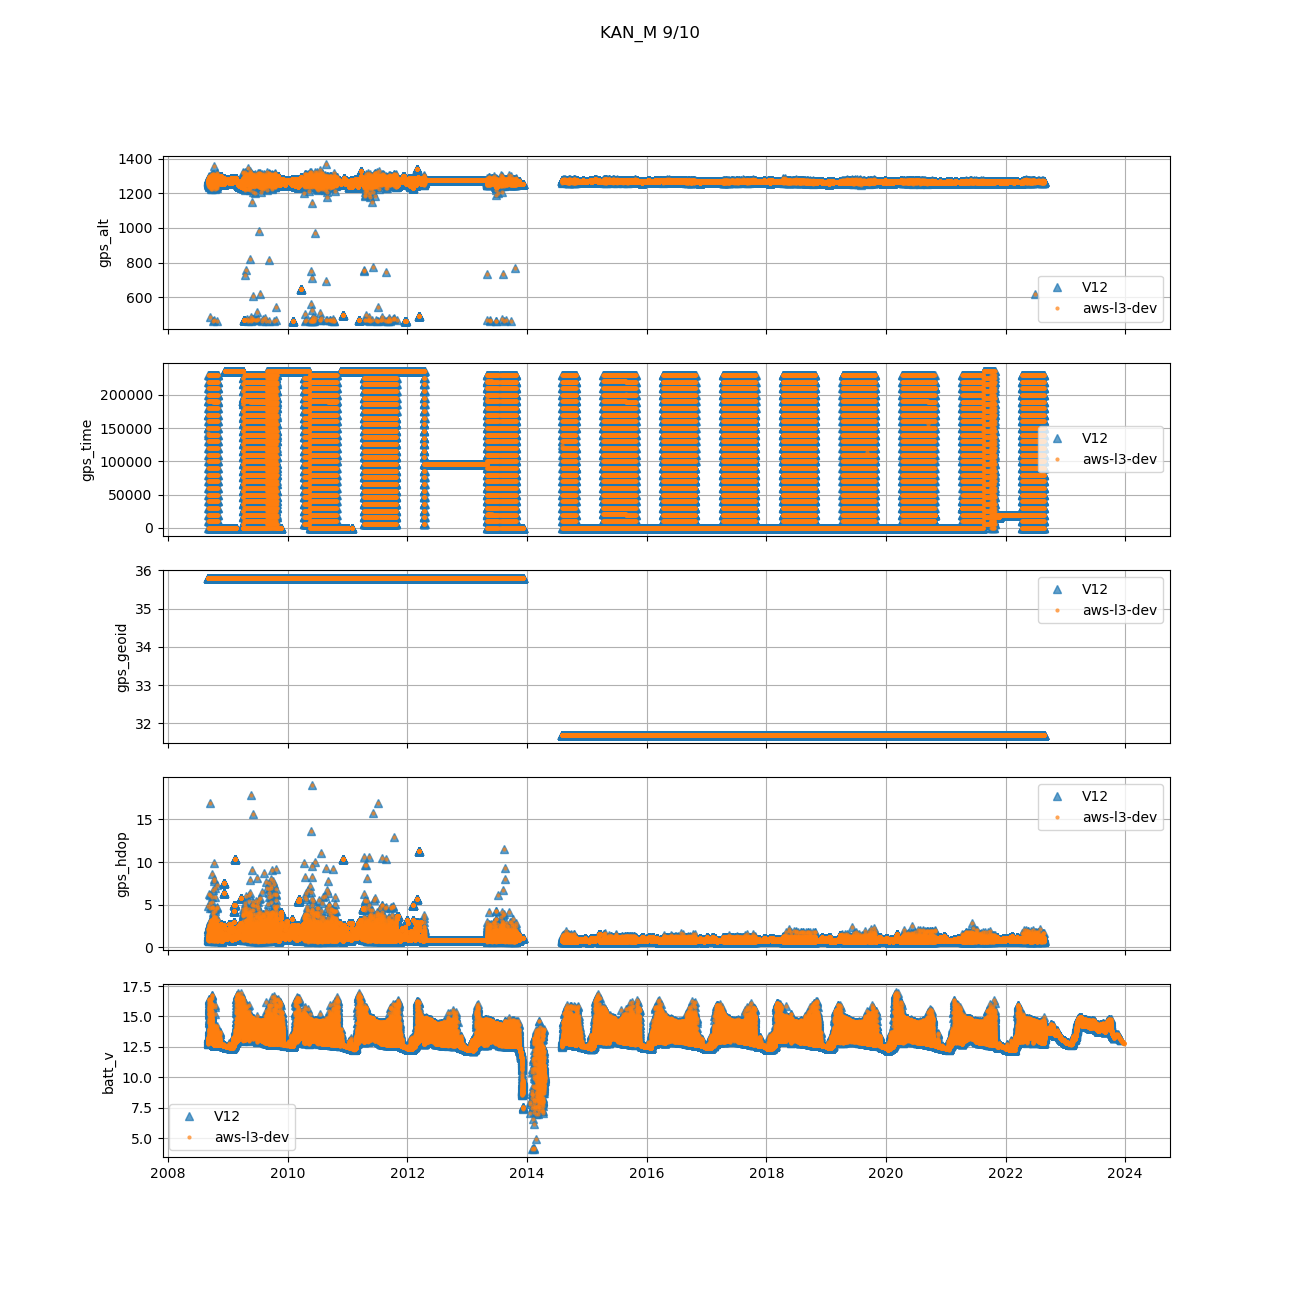 KAN_M 9/10
1400
1200
1000
800
600
gps_alt
V12
aws-l3-dev
200000
150000
100000
50000
0
gps_time
V12
aws-l3-dev
36
35
34
33
32
gps_geoid
V12
aws-l3-dev
15
10
5
0
gps_hdop
V12
aws-l3-dev
17.5
15.0
12.5
10.0
7.5
5.0
batt_v
V12
aws-l3-dev
2008 2010 2012 2014 2016 2018 2020 2022 2024